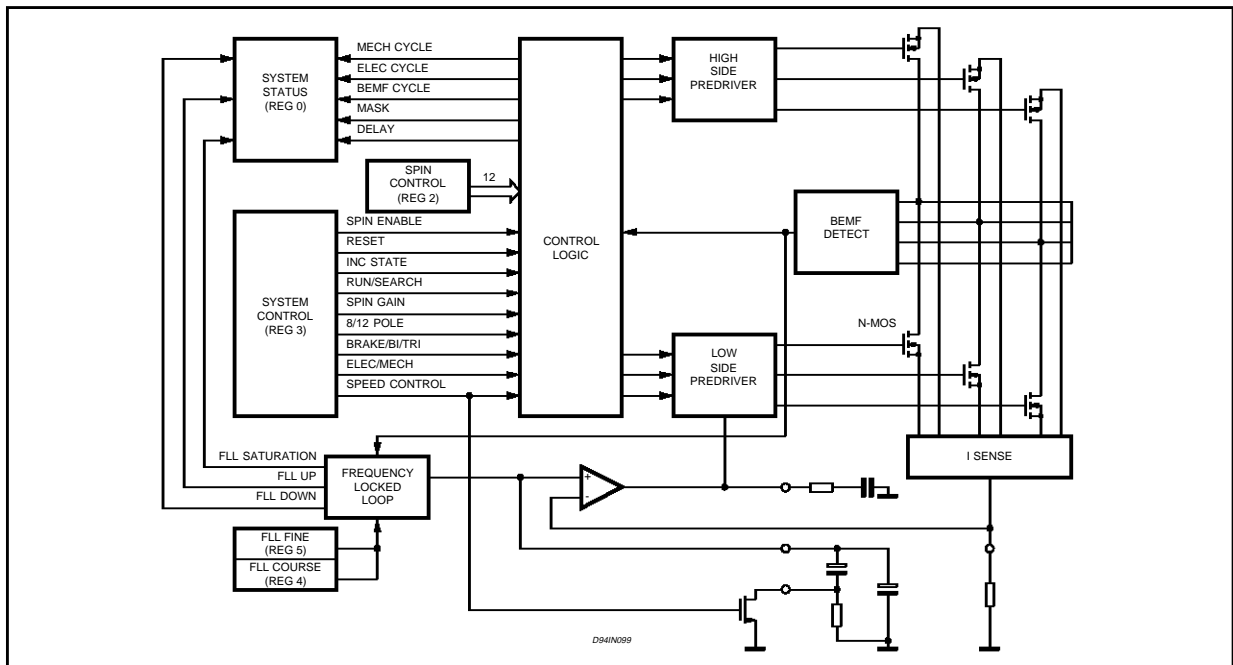 MECH CYCLE
ELEC CYCLE
BEMF CYCLE
MASK
DELAY
SYSTEM
STATUS
(REG 0)
HIGH
SIDE
PREDRIVER
SPIN
CONTROL
(REG 2)
12
SPIN ENABLE
RESET
INC STATE
RUN/SEARCH
SPIN GAIN
8/12 POLE
BRAKE/BI/TRI
ELEC/MECH
SPEED CONTROL
SYSTEM
CONTROL
(REG 3)
CONTROL
LOGIC
BEMF
DETECT
N-MOS
LOW
SIDE
PREDRIVER
I SENSE
FLL SATURATION
FLL UP
FLL DOWN
FREQUENCY
LOCKED
LOOP
+
-
FLL FINE
(REG 5)
FLL COURSE
(REG 4)
D94IN099